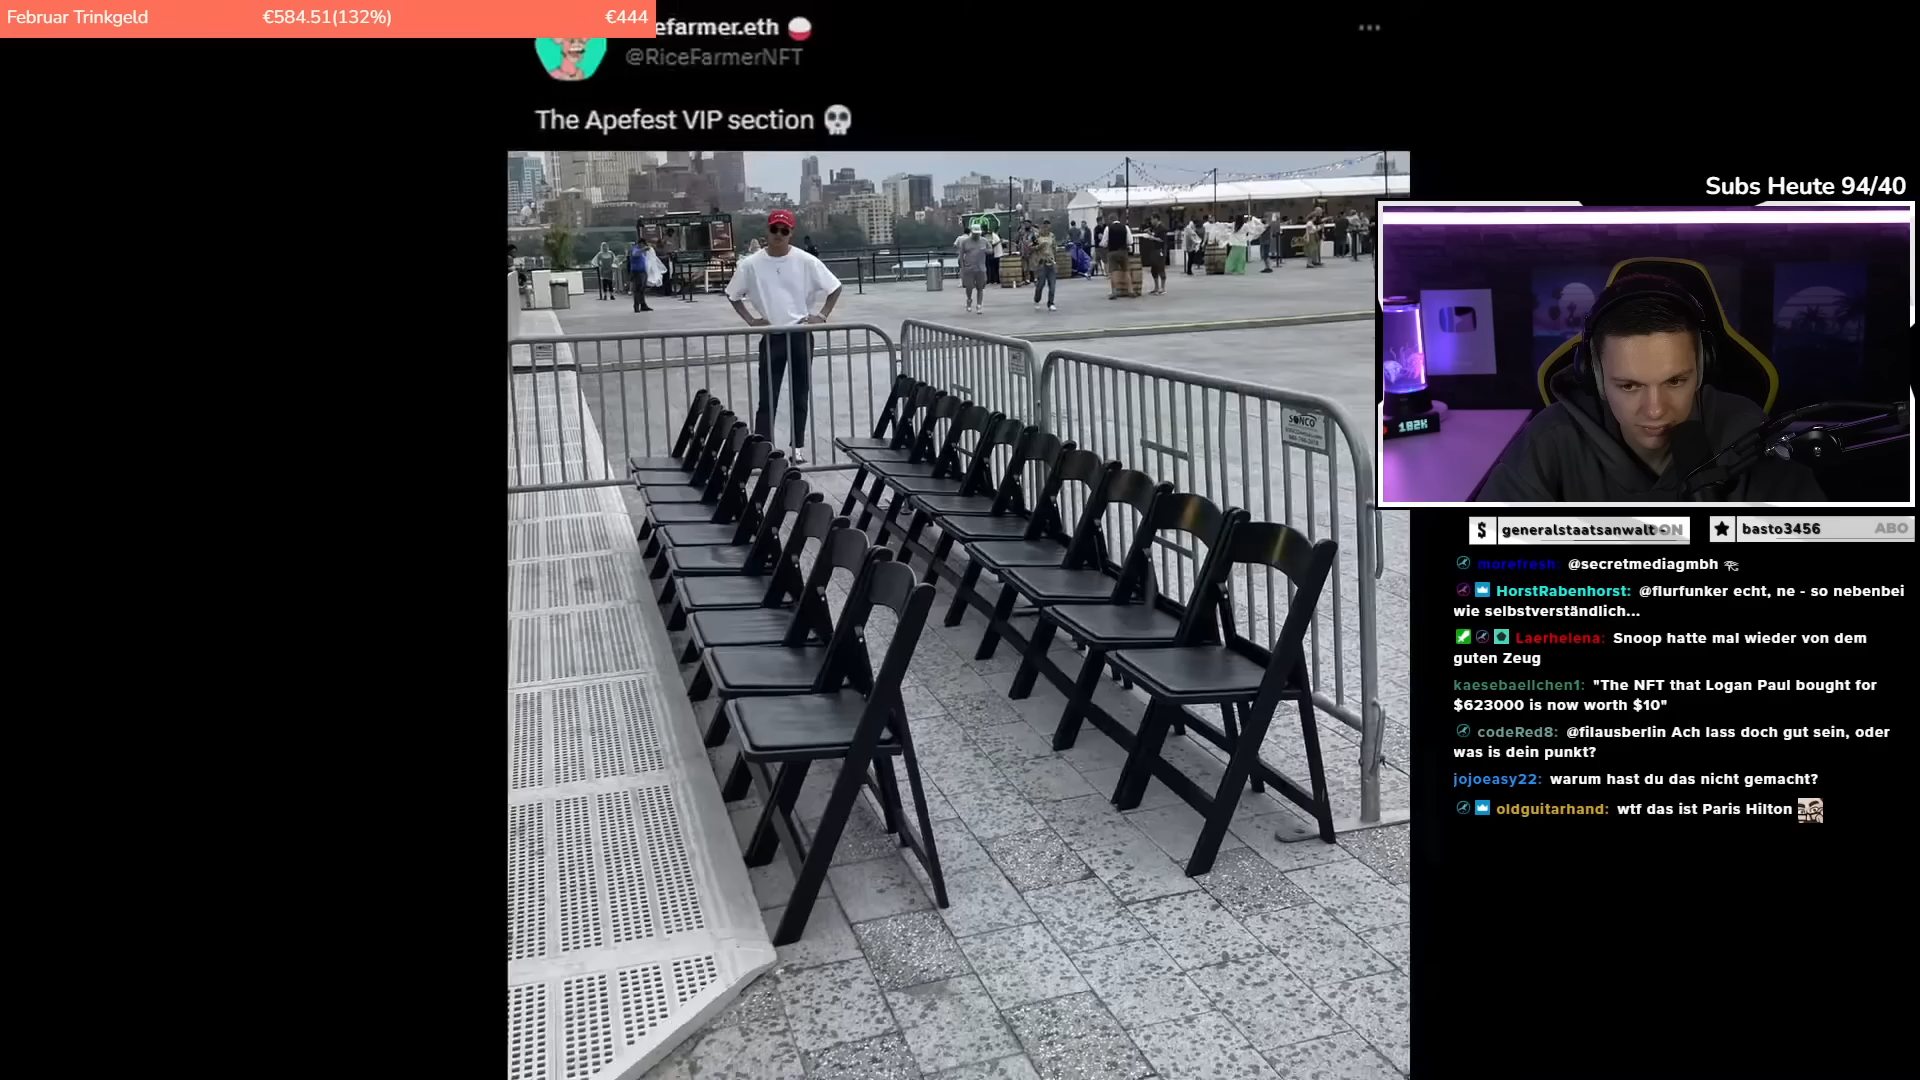 Februar Trinkgeld €584.51(132%) €444
efarmer.eth
@RiceFarmerNFT
The Apefest VIP section
SONCO
Subs Heute 94/40
182K
$ generalstaatsanwalt
basto3456 ABO
morefresh: @secretmediagmbh
HorstRabenhorst: @flurfunker echt, ne - so nebenbei
wie selbstverständlich...
Laerhelena: Snoop hatte mal wieder von dem
guten Zeug
kaesebaellchen1: "The NFT that Logan Paul bought for
$623000 is now worth $10"
codeRed8: @filausberlin Ach lass doch gut sein, oder
was is dein punkt?
jojoeasy22: warum hast du das nicht gemacht?
oldguitarhand: wtf das ist Paris Hilton